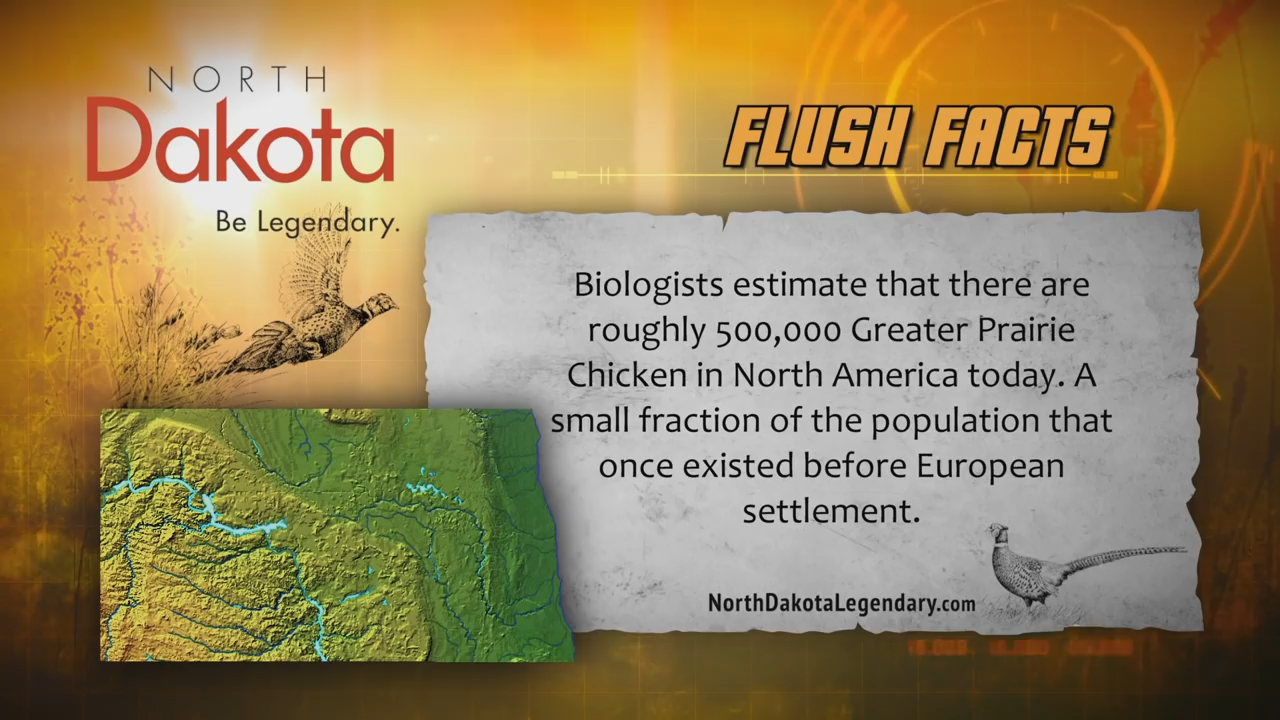 NORTH
Dakota
Be Legendary.
FLUSH FACTS
Biologists estimate that there are
roughly 500,000 Greater Prairie
Chicken in North America today. A
small fraction of the population that
once existed before European
settlement.
NorthDakotaLegendary.com